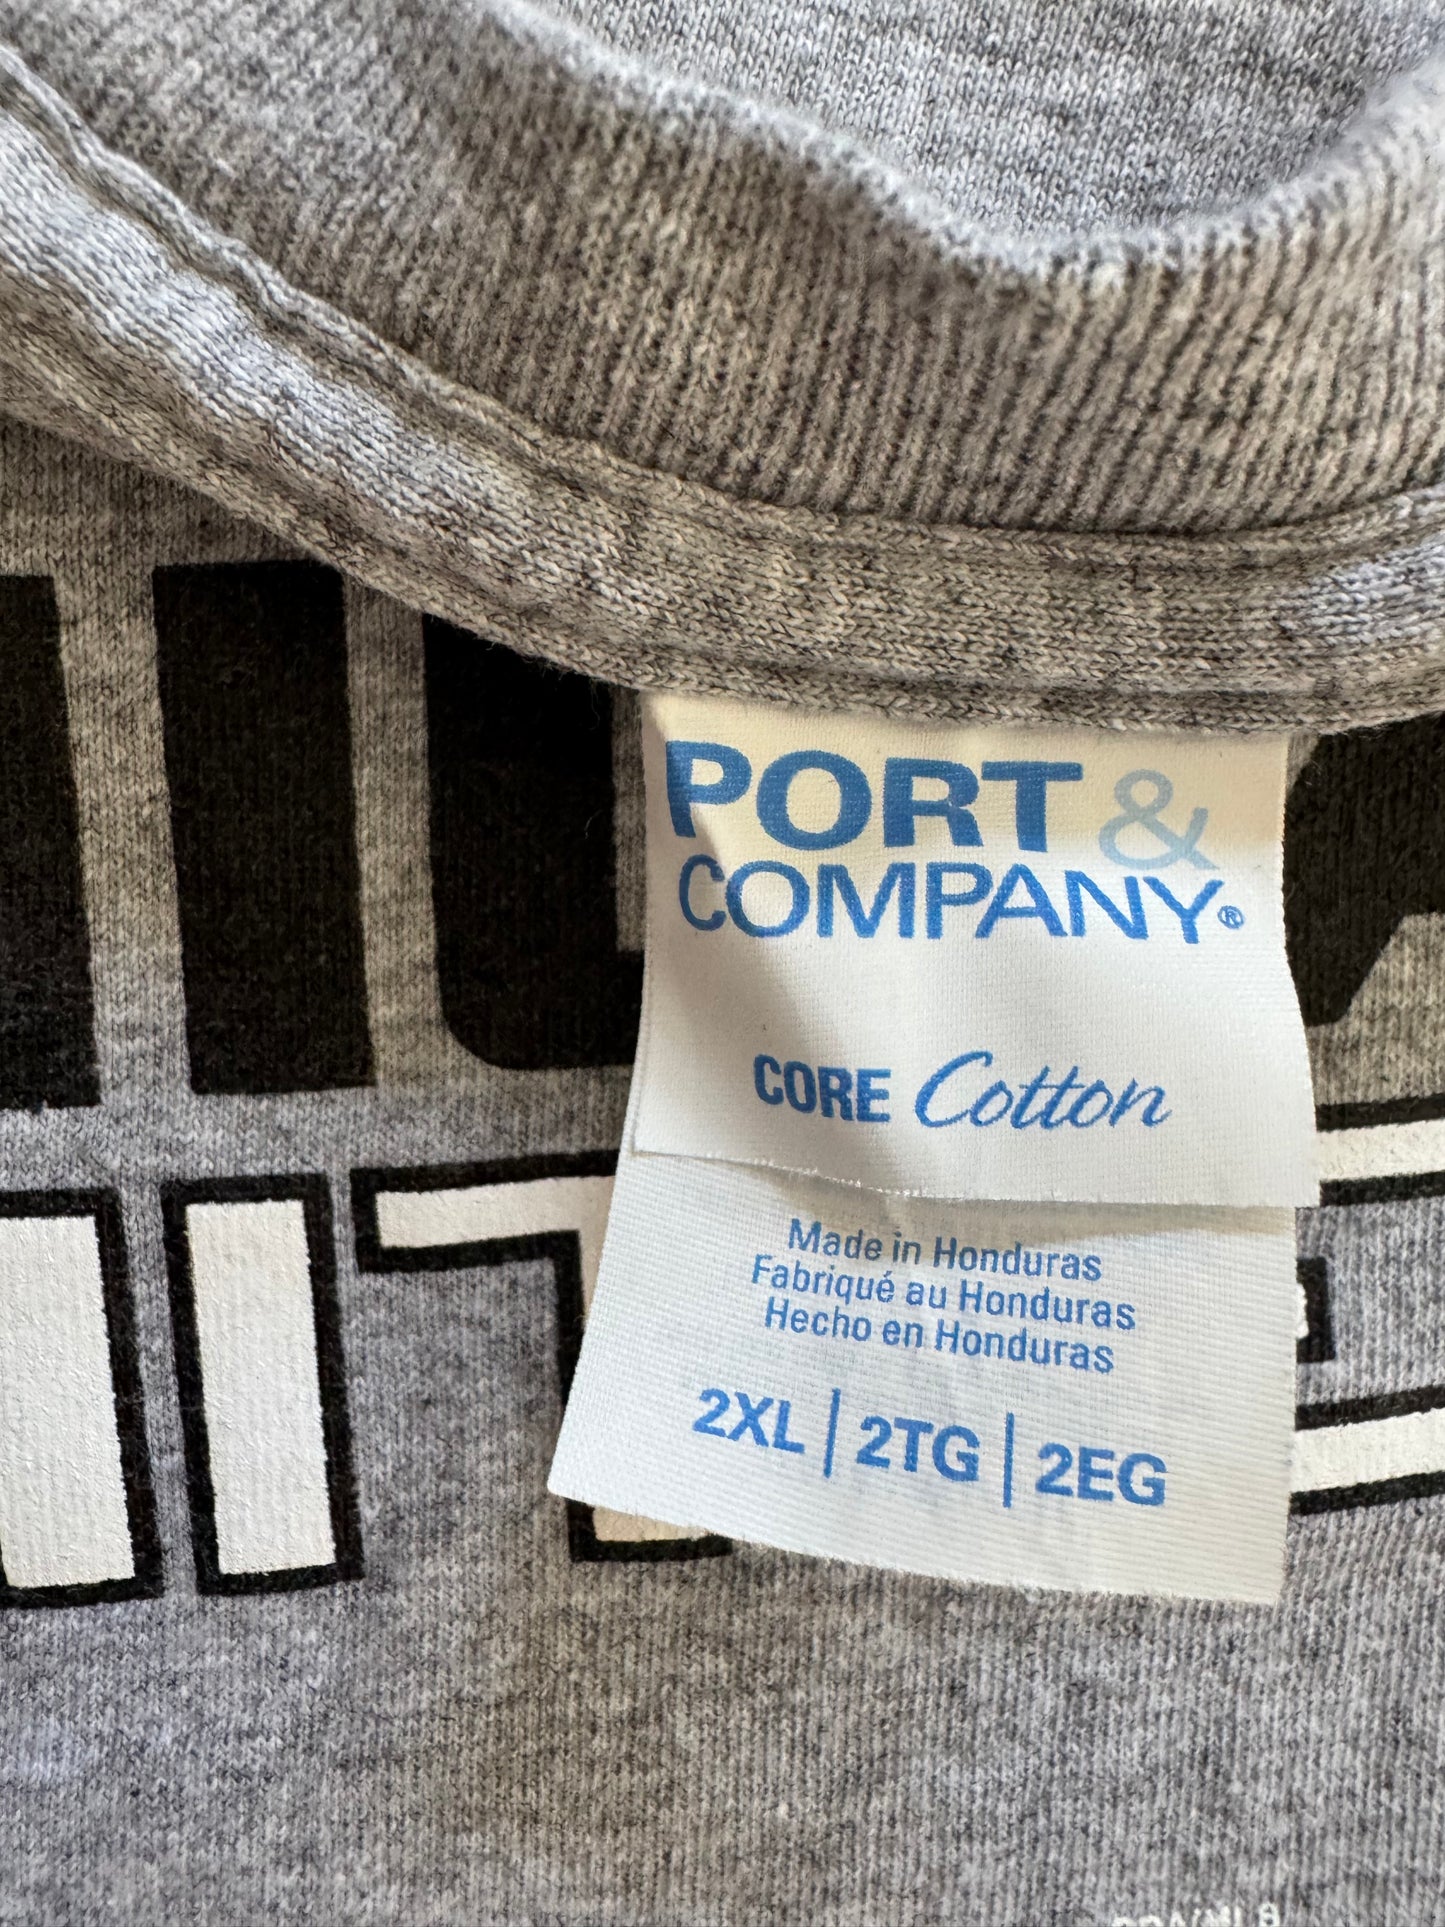 PORT &
COMPANY®
CORE Cotton
Made in Honduras
Fabriqué au Honduras
Hecho en Honduras
2XL | 2TG | 2EG